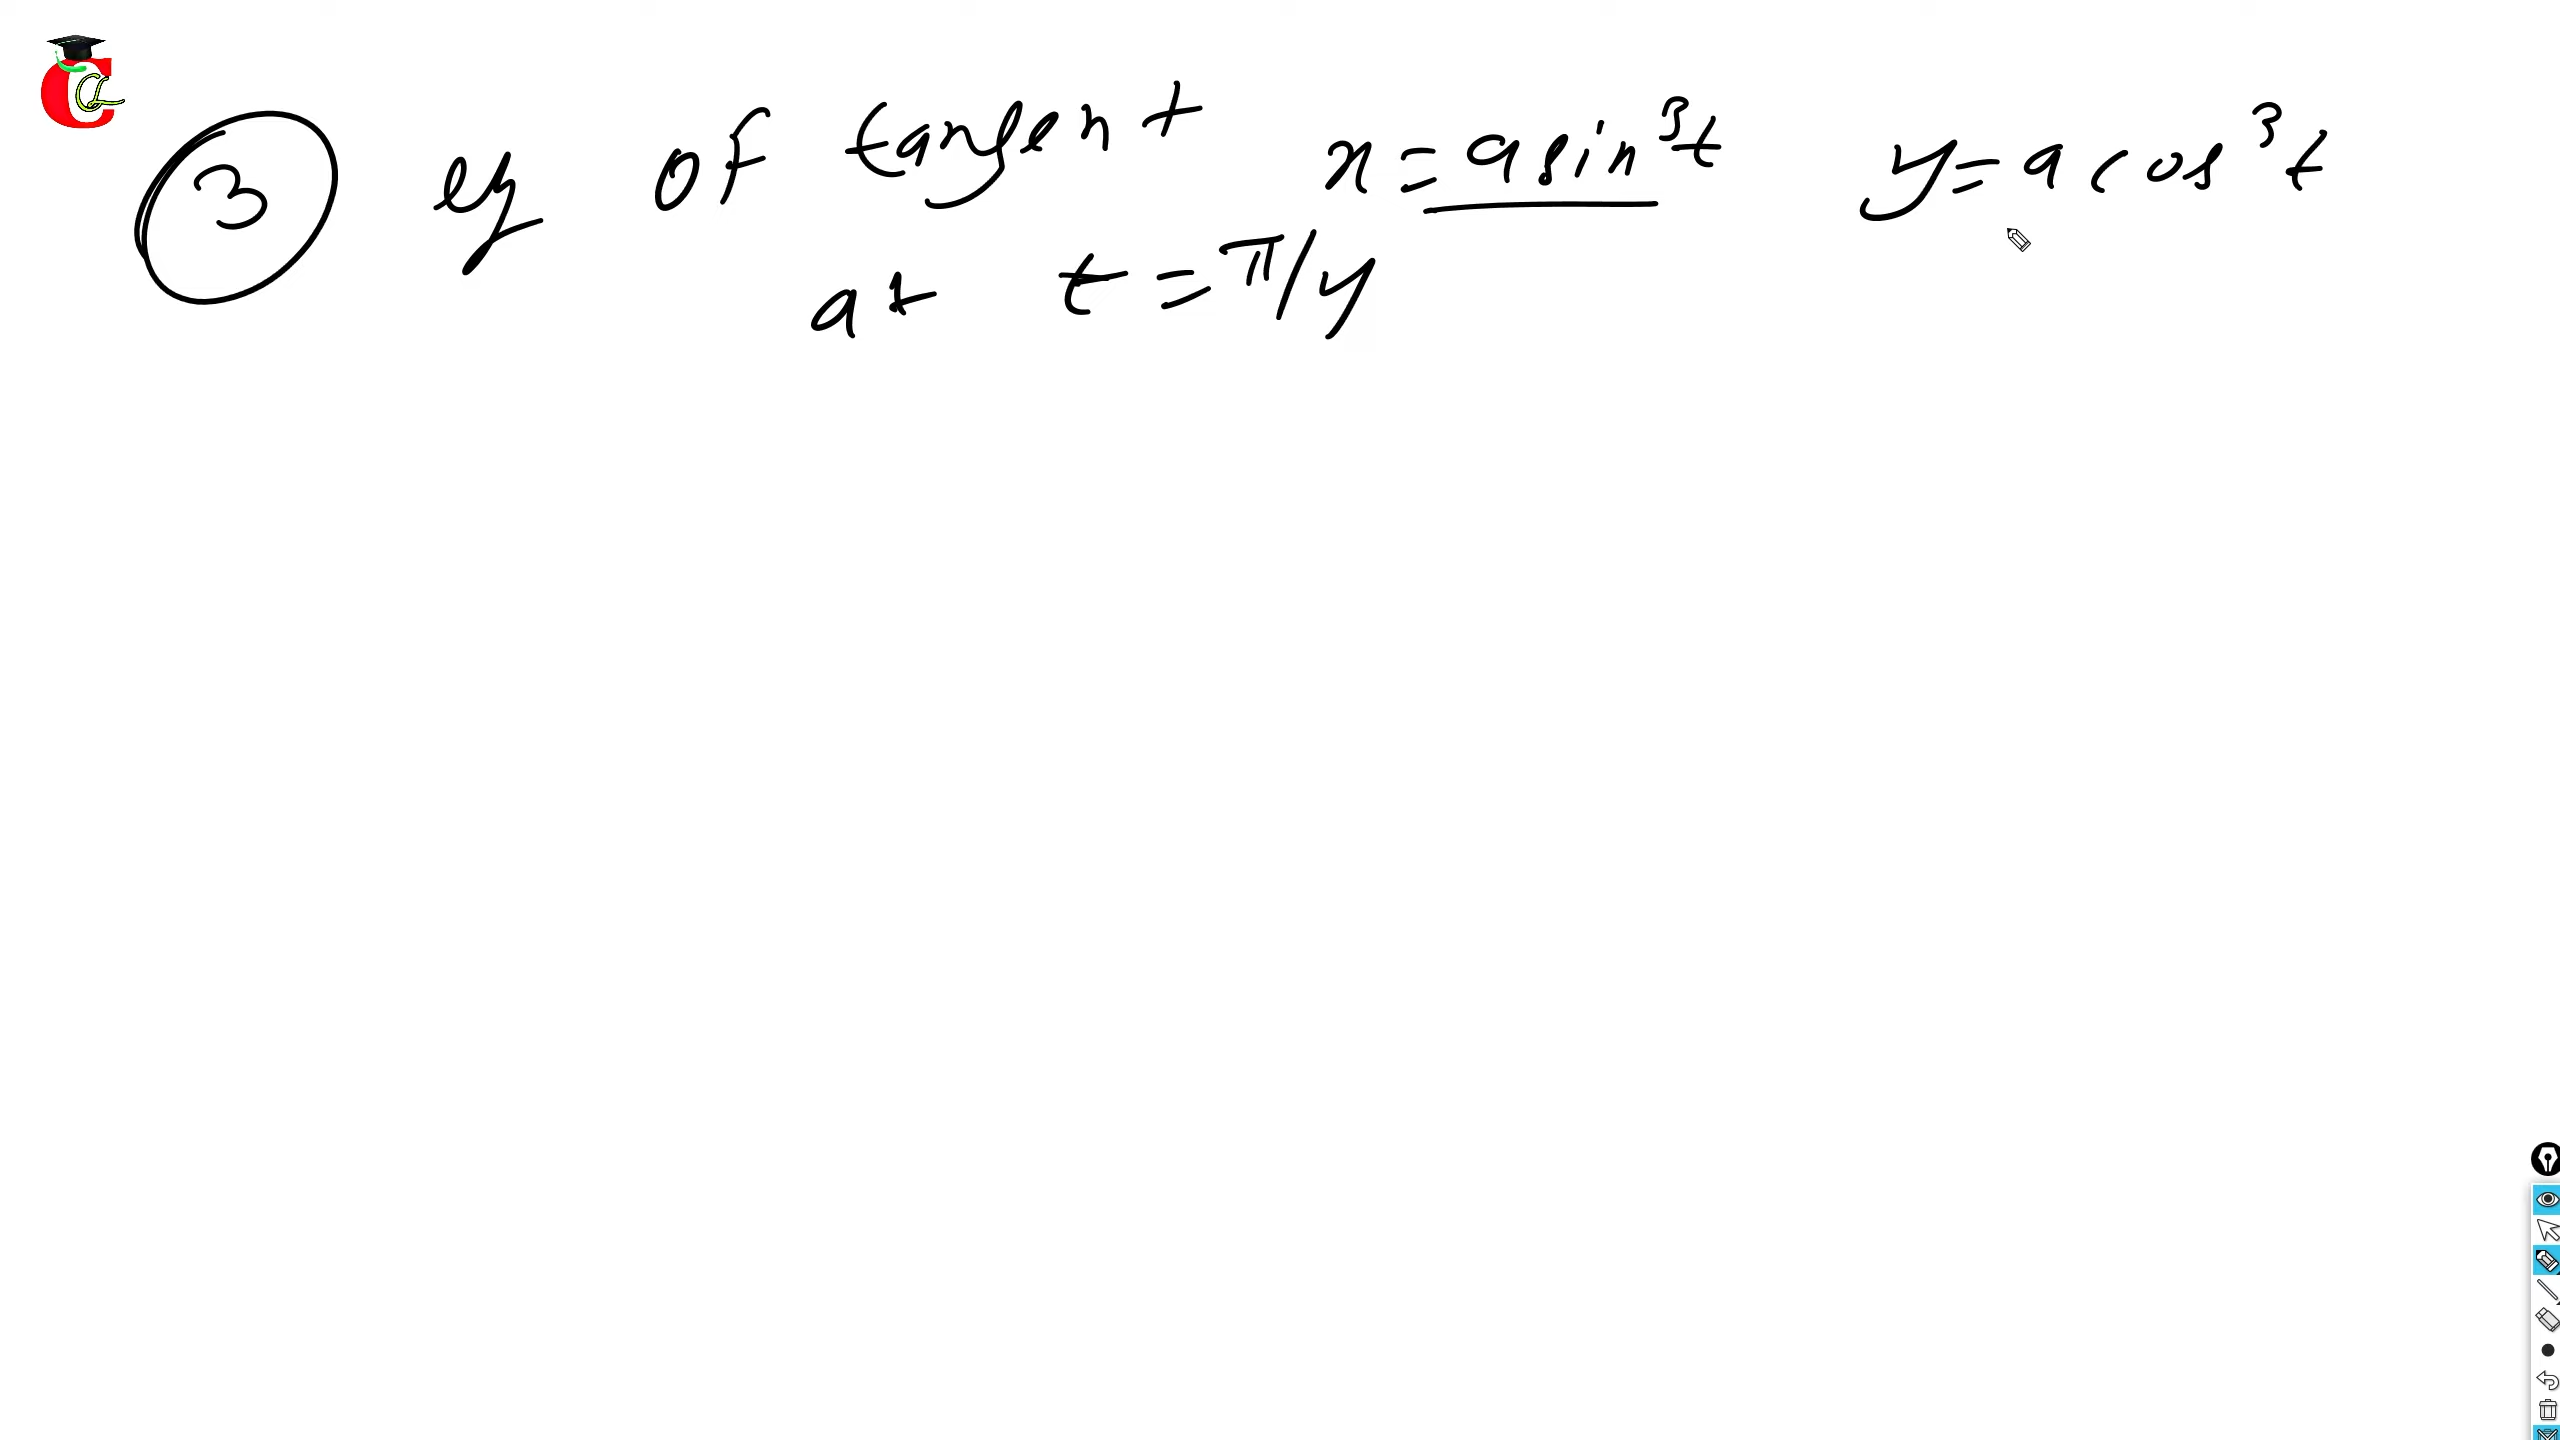 ③ eq of tangent x = a sin³t y = a cos³t
at t = π/4